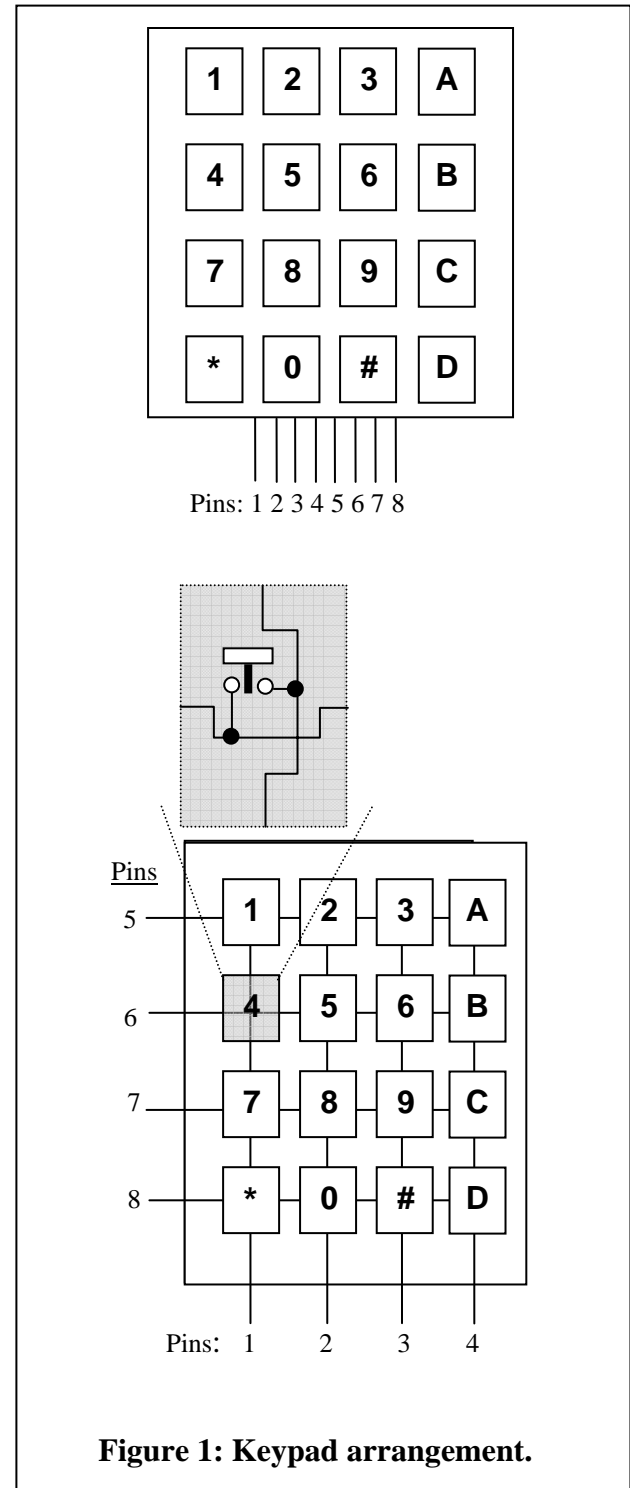 1 2 3 A
4 5 6 B
7 8 9 C
* 0 # D
Pins: 1 2 3 4 5 6 7 8
Pins
5 1 2 3 A
6 4 5 6 B
7 7 8 9 C
8 * 0 # D
Pins: 1 2 3 4
Figure 1: Keypad arrangement.